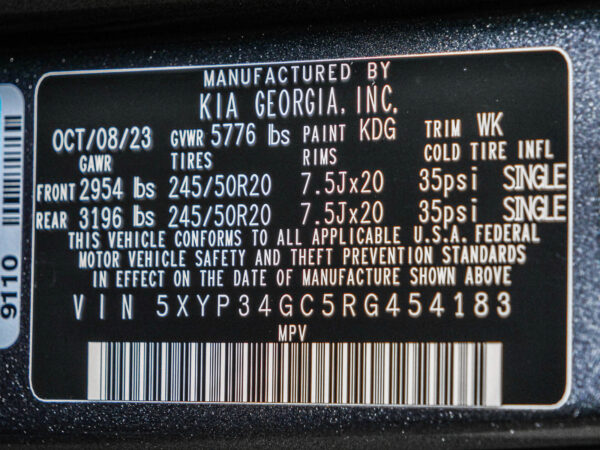 MANUFACTURED BY
KIA GEORGIA, INC.
OCT/08/23 GVWR 5776 lbs PAINT KDG TRIM WK
GAWR TIRES RIMS COLD TIRE INFL
FRONT 2954 lbs 245/50R20 7.5Jx20 35psi SINGLE
REAR 3196 lbs 245/50R20 7.5Jx20 35psi SINGLE
THIS VEHICLE CONFORMS TO ALL APPLICABLE U.S.A. FEDERAL
MOTOR VEHICLE SAFETY AND THEFT PREVENTION STANDARDS
IN EFFECT ON THE DATE OF MANUFACTURE SHOWN ABOVE
VIN 5XYP34GC5RG454183
MPV
9110